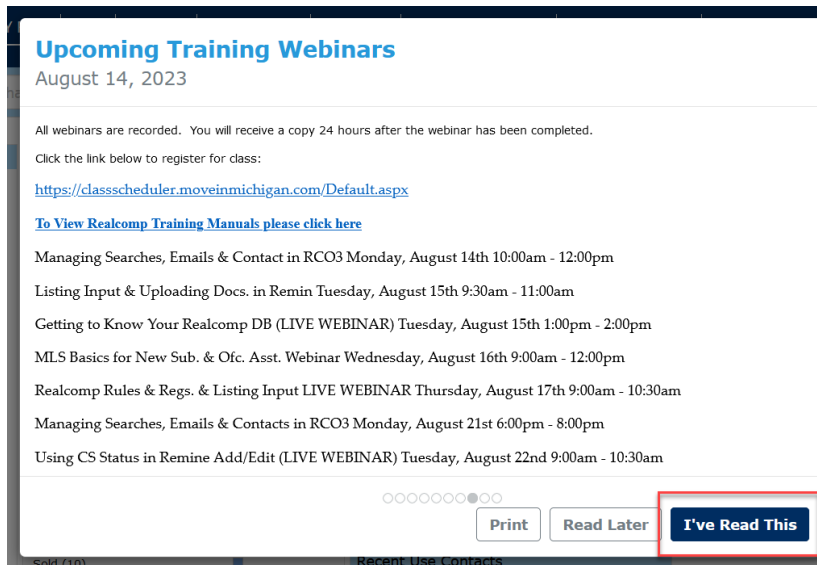 Upcoming Training Webinars
August 14, 2023
All webinars are recorded.  You will receive a copy 24 hours after the webinar has been completed.
Click the link below to register for class:
https://classscheduler.moveinmichigan.com/Default.aspx
To View Realcomp Training Manuals please click here
Managing Searches, Emails & Contact in RCO3 Monday, August 14th 10:00am - 12:00pm
Listing Input & Uploading Docs. in Remin Tuesday, August 15th 9:30am - 11:00am
Getting to Know Your Realcomp DB (LIVE WEBINAR) Tuesday, August 15th 1:00pm - 2:00pm
MLS Basics for New Sub. & Ofc. Asst. Webinar Wednesday, August 16th 9:00am - 12:00pm
Realcomp Rules & Regs. & Listing Input LIVE WEBINAR Thursday, August 17th 9:00am - 10:30am
Managing Searches, Emails & Contacts in RCO3 Monday, August 21st 6:00pm - 8:00pm
Using CS Status in Remine Add/Edit (LIVE WEBINAR) Tuesday, August 22nd 9:00am - 10:30am
Print Read Later I've Read This
Sold (10) Recent Use Contacts